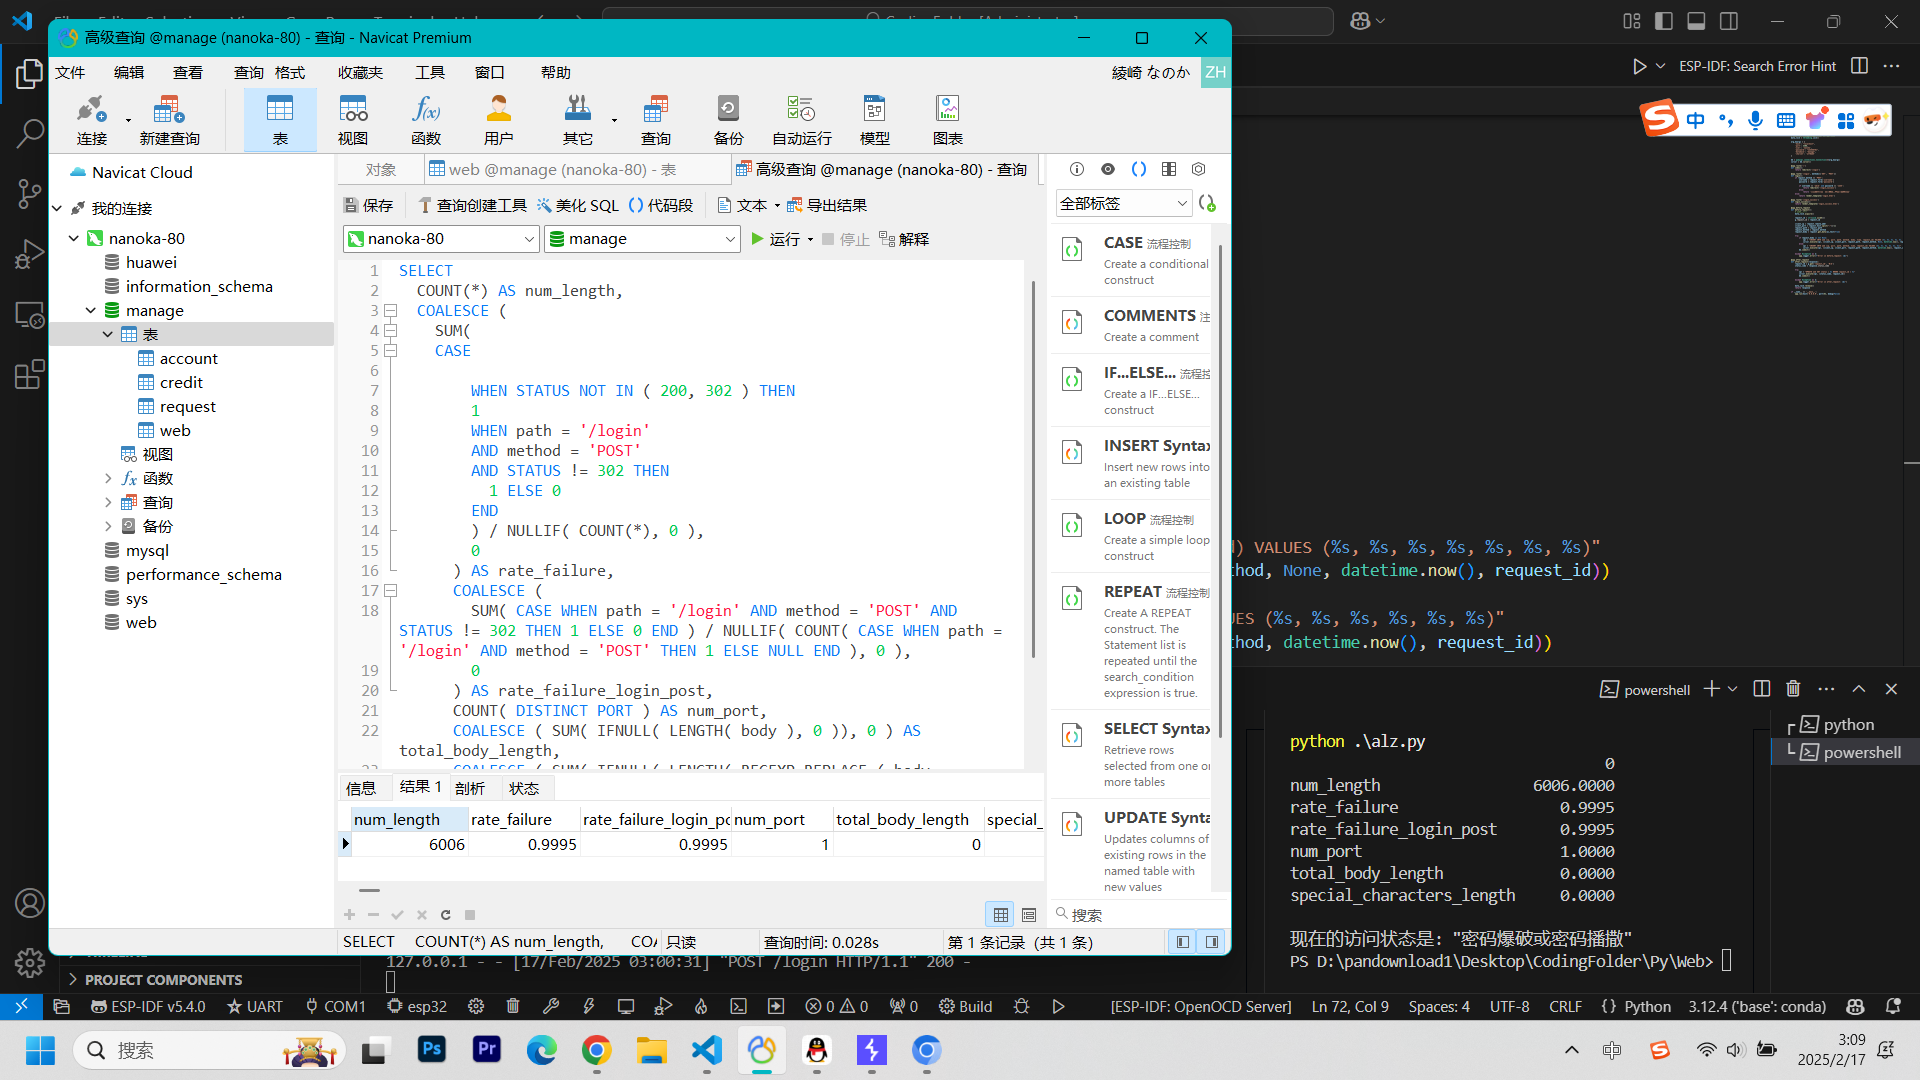 高级查询 @manage (nanoka-80) - 查询 - Navicat Premium
文件 编辑 查看 查询 格式 收藏夹 工具 窗口 帮助
綾崎 なのか ZH
连接 新建查询 表 视图 函数 用户 其它 查询 备份 自动运行 模型 图表
Navicat Cloud
我的连接
nanoka-80
huawei
information_schema
manage
表
account
credit
request
web
视图
函数
查询
备份
mysql
performance_schema
sys
web
对象
web @manage (nanoka-80) - 表
高级查询 @manage (nanoka-80) - 查询
保存 查询创建工具 美化 SQL 代码段 文本 导出结果
nanoka-80 manage 运行 停止 解释
1 SELECT
2 COUNT(*) AS num_length,
3 COALESCE (
4 SUM(
5 CASE
6
7 WHEN STATUS NOT IN ( 200, 302 ) THEN
8 1
9 WHEN path = '/login'
10 AND method = 'POST'
11 AND STATUS != 302 THEN
12 1 ELSE 0
13 END
14 ) / NULLIF( COUNT(*), 0 ),
15 0
16 ) AS rate_failure,
17 COALESCE (
18 SUM( CASE WHEN path = '/login' AND method = 'POST' AND
STATUS != 302 THEN 1 ELSE 0 END ) / NULLIF( COUNT( CASE WHEN path =
'/login' AND method = 'POST' THEN 1 ELSE NULL END ), 0 ),
19 0
20 ) AS rate_failure_login_post,
21 COUNT( DISTINCT PORT ) AS num_port,
22 COALESCE ( SUM( IFNULL( LENGTH( body ), 0 )), 0 ) AS
total_body_length,
信息 结果 1 剖析 状态
num_length rate_failure rate_failure_login_po num_port total_body_length special_
6006 0.9995 0.9995 1 0
SELECT COUNT(*) AS num_length, 只读 查询时间: 0.028s 第 1 条记录 (共 1 条)
全部标签
CASE 流程控制
Create a conditional
construct
COMMENTS 注
Create a comment
IF...ELSE... 流程控
Create a IF...ELSE...
construct
INSERT Syntax
Insert new rows into
an existing table
LOOP 流程控制
Create a simple loop
construct
REPEAT 流程控制
Create A REPEAT
construct. The
Statement list is
repeated until the
search_condition
expression is true.
SELECT Syntax
Retrieve rows
selected from one or
more tables
UPDATE Synta
Updates columns of
existing rows in the
named table with
new values
搜索
ESP-IDF: Search Error Hint
中
) VALUES (%s, %s, %s, %s, %s, %s, %s)"
hod, None, datetime.now(), request_id))
UES (%s, %s, %s, %s, %s, %s)"
hod, datetime.now(), request_id))
powershell
python
powershell
python .\alz.py
0
num_length 6006.0000
rate_failure 0.9995
rate_failure_login_post 0.9995
num_port 1.0000
total_body_length 0.0000
special_characters_length 0.0000
现在的访问状态是: "密码爆破或密码播撒"
PS D:\pandownload1\Desktop\CodingFolder\Py\Web>
127.0.0.1 - - [17/Feb/2025 03:00:31] "POST /login HTTP/1.1" 200 -
PROJECT COMPONENTS
ESP-IDF v5.4.0 UART COM1 esp32 0 0 0 Build [ESP-IDF: OpenOCD Server] Ln 72, Col 9 Spaces: 4 UTF-8 CRLF Python 3.12.4 ('base': conda)
搜索
Ps Pr
3:09
2025/2/17